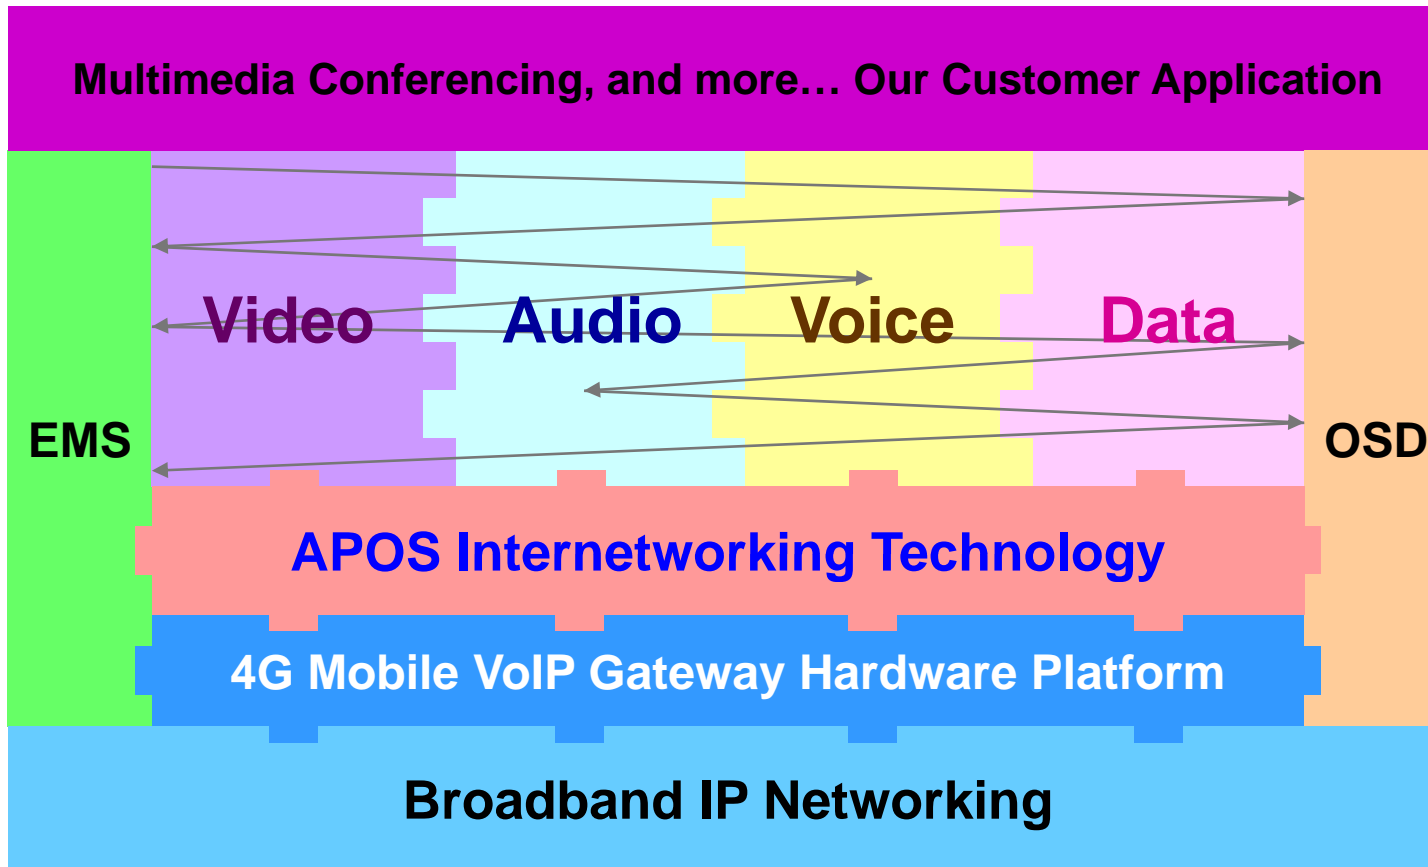 Multimedia Conferencing, and more… Our Customer Application
Video
Audio
Voice
Data
EMS
OSD
APOS Internetworking Technology
4G Mobile VoIP Gateway Hardware Platform
Broadband IP Networking